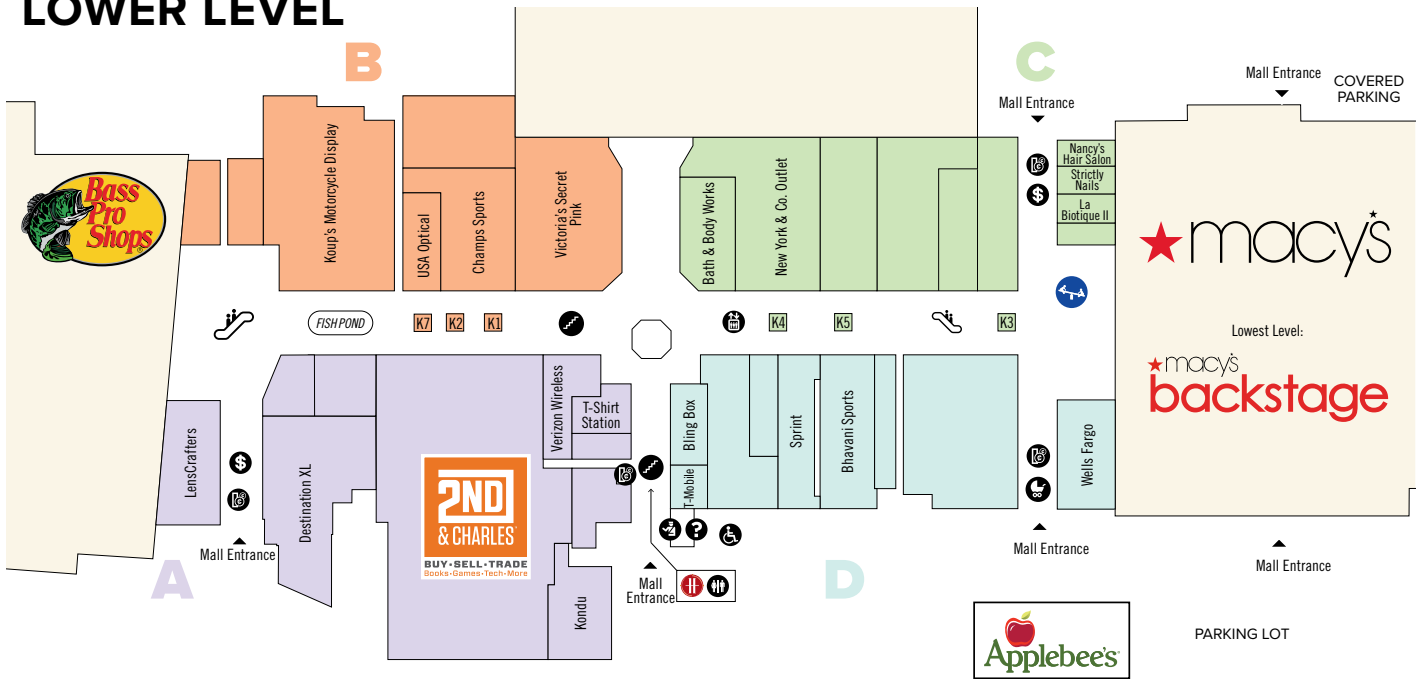 LOWER LEVEL
B
C
Mall Entrance
COVERED
PARKING
Mall Entrance
Bass
Pro
Shops
Koup's Motorcycle Display
USA Optical
Champs Sports
Victoria's Secret
Pink
Bath & Body Works
New York & Co. Outlet
Nancy's
Hair Salon
Strictly
Nails
La
Biotique II
$
macy's
FISH POND
K7
K2
K1
K4
K5
K3
Lowest Level:
macy's
backstage
LensCrafters
$
Destination XL
2ND
& CHARLES
BUY•SELL•TRADE
Books•Games•Tech•More
Verizon Wireless
T-Shirt
Station
Bling Box
T-Mobile
Sprint
Bhavani Sports
Wells Fargo
?
Mall Entrance
Mall
Entrance
Mall Entrance
Mall Entrance
A
D
Kondu
Applebee's
PARKING LOT